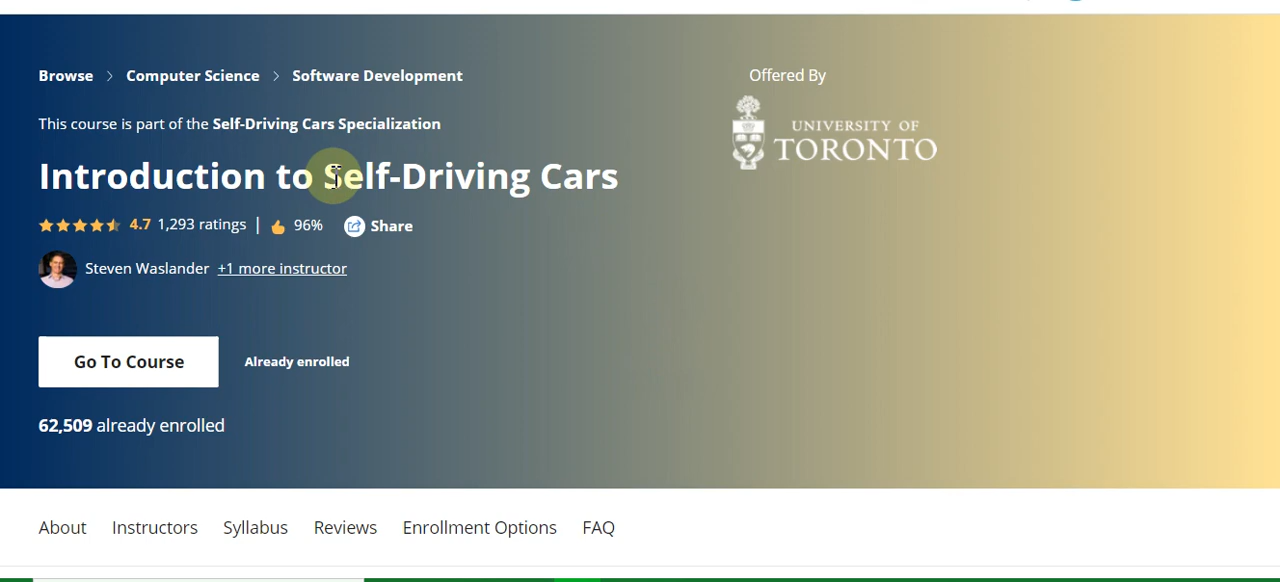 Browse > Computer Science > Software Development
Offered By
This course is part of the Self-Driving Cars Specialization
UNIVERSITY OF
TORONTO
Introduction to Self-Driving Cars
4.7 1,293 ratings | 96% Share
Steven Waslander +1 more instructor
Go To Course Already enrolled
62,509 already enrolled
About Instructors Syllabus Reviews Enrollment Options FAQ